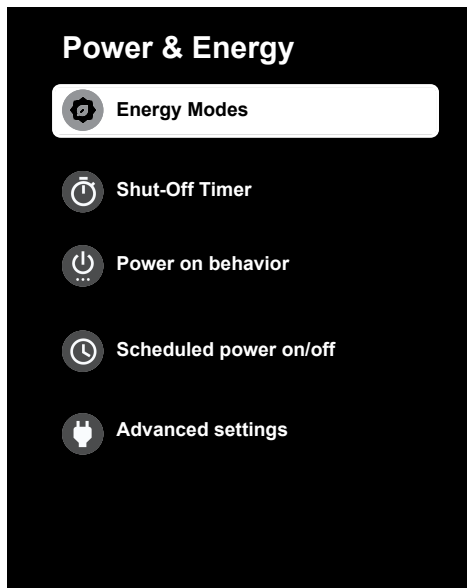 Power & Energy
Energy Modes
Shut-Off Timer
Power on behavior
Scheduled power on/off
Advanced settings